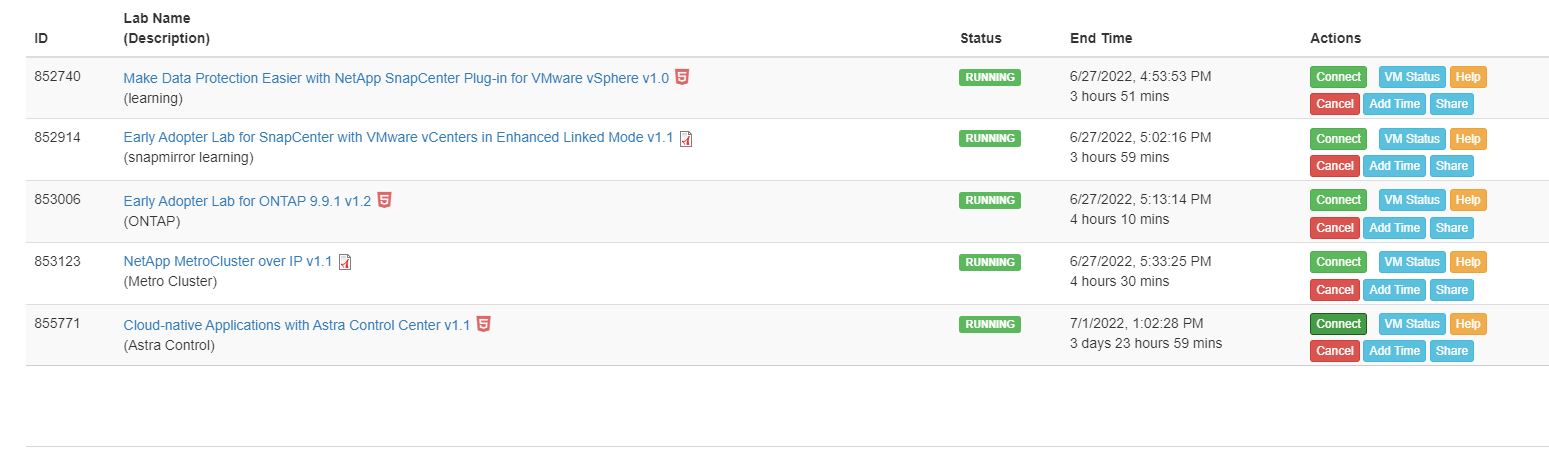 Lab Name
ID (Description) Status End Time Actions
852740 Make Data Protection Easier with NetApp SnapCenter Plug-in for VMware vSphere v1.0 5 RUNNING 6/27/2022, 4:53:53 PM Connect VM Status Help
(learning) 3 hours 51 mins Cancel Add Time Share
852914 Early Adopter Lab for SnapCenter with VMware vCenters in Enhanced Linked Mode v1.1 RUNNING 6/27/2022, 5:02:16 PM Connect VM Status Help
(snapmirror learning) 3 hours 59 mins Cancel Add Time Share
853006 Early Adopter Lab for ONTAP 9.9.1 v1.2 5 RUNNING 6/27/2022, 5:13:14 PM Connect VM Status Help
(ONTAP) 4 hours 10 mins Cancel Add Time Share
853123 NetApp MetroCluster over IP v1.1 RUNNING 6/27/2022, 5:33:25 PM Connect VM Status Help
(Metro Cluster) 4 hours 30 mins Cancel Add Time Share
855771 Cloud-native Applications with Astra Control Center v1.1 5 RUNNING 7/1/2022, 1:02:28 PM Connect VM Status Help
(Astra Control) 3 days 23 hours 59 mins Cancel Add Time Share